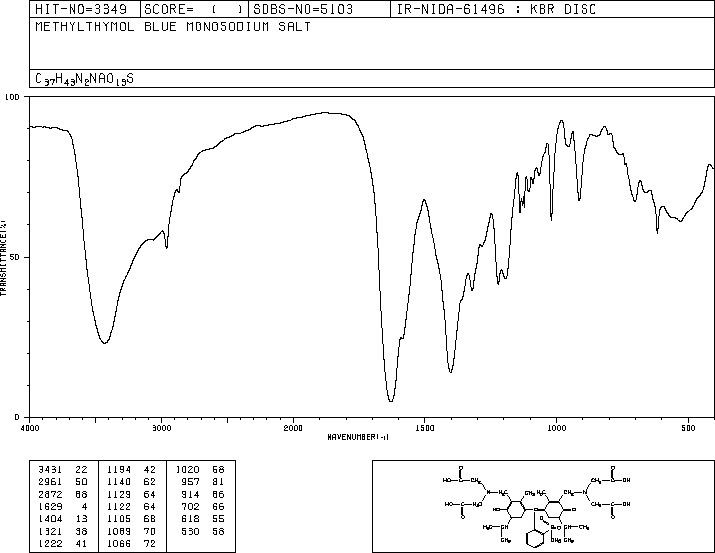 HIT-NO=3349 SCORE= ( ) SDBS-NO=5103 IR-NIDA-61496 : KBR DISC
METHYLTHYMOL BLUE MONOSODIUM SALT
C37H43N2NAO13S
100
TRANSMITTANCE(%)
50
0
4000 3000 2000 1500 1000 500
WAVENUMBER(-1)
3431 22 1194 42 1020 68
2961 50 1140 62 957 81
2872 68 1129 64 914 66
1629 4 1122 64 702 66
1404 13 1105 68 618 55
1321 38 1089 70 530 58
1222 41 1066 72